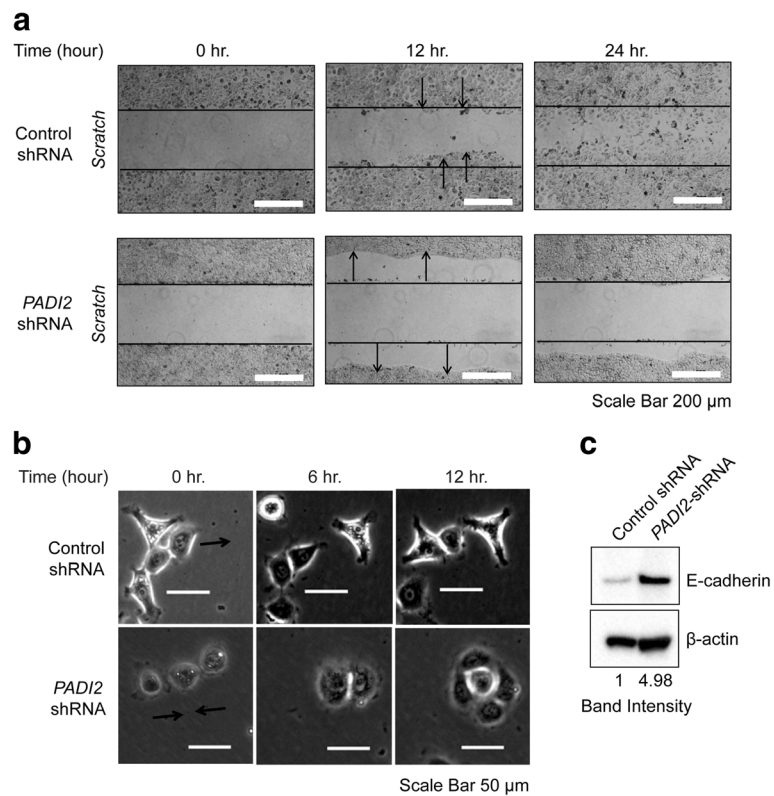 a
Time (hour)
0 hr.
12 hr.
24 hr.
Control
shRNA
Scratch
PADI2
shRNA
Scratch
Scale Bar 200 μm
b
Time (hour)
0 hr.
6 hr.
12 hr.
Control
shRNA
PADI2
shRNA
Scale Bar 50 μm
c
Control shRNA
PADI2-shRNA
E-cadherin
β-actin
1 4.98
Band Intensity